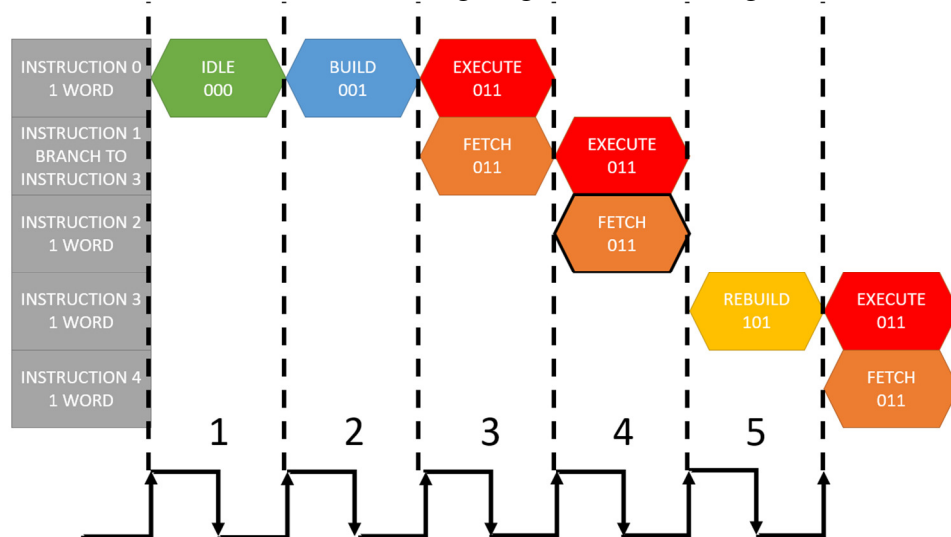 INSTRUCTION 0
1 WORD
IDLE
000
BUILD
001
EXECUTE
011
INSTRUCTION 1
BRANCH TO
INSTRUCTION 3
FETCH
011
EXECUTE
011
INSTRUCTION 2
1 WORD
FETCH
011
INSTRUCTION 3
1 WORD
REBUILD
101
EXECUTE
011
INSTRUCTION 4
1 WORD
FETCH
011
1 2 3 4 5